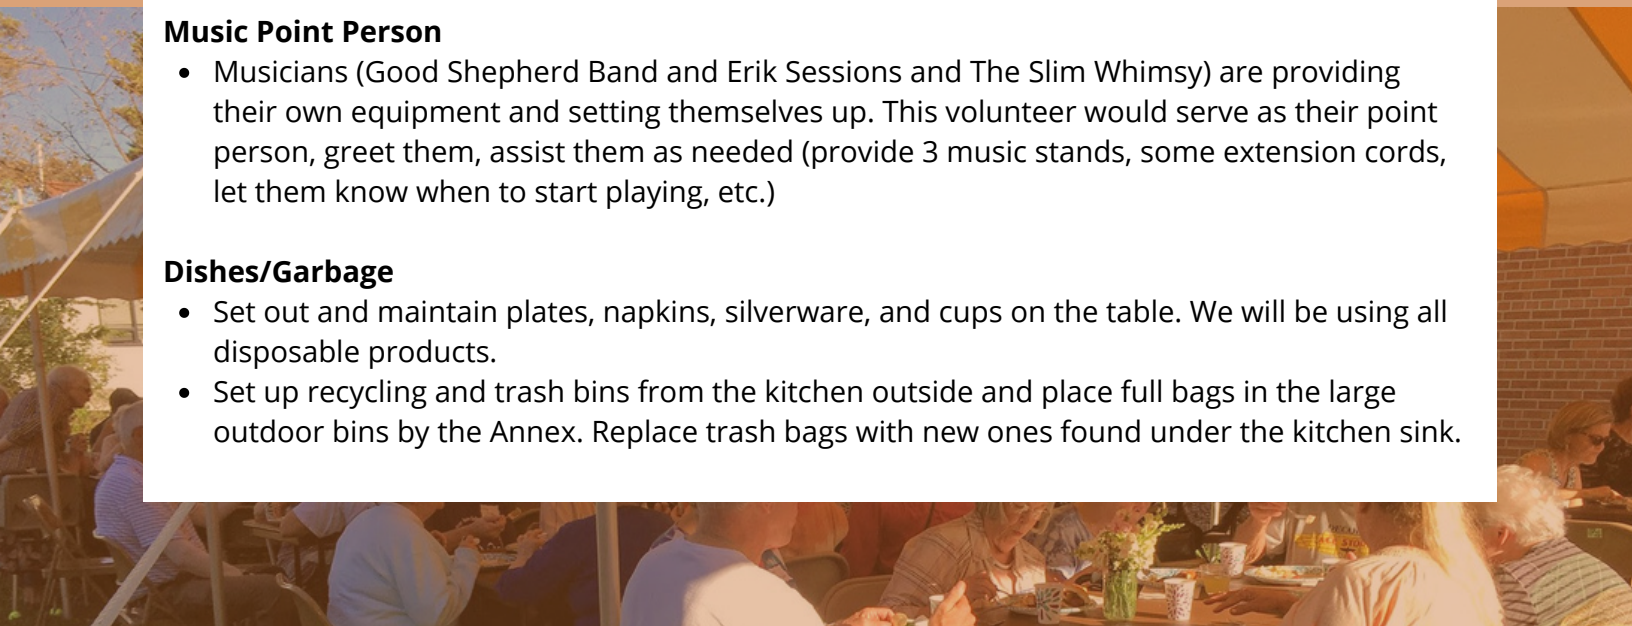 Music Point Person
• Musicians (Good Shepherd Band and Erik Sessions and The Slim Whimsy) are providing
their own equipment and setting themselves up. This volunteer would serve as their point
person, greet them, assist them as needed (provide 3 music stands, some extension cords,
let them know when to start playing, etc.)
Dishes/Garbage
• Set out and maintain plates, napkins, silverware, and cups on the table. We will be using all
disposable products.
• Set up recycling and trash bins from the kitchen outside and place full bags in the large
outdoor bins by the Annex. Replace trash bags with new ones found under the kitchen sink.